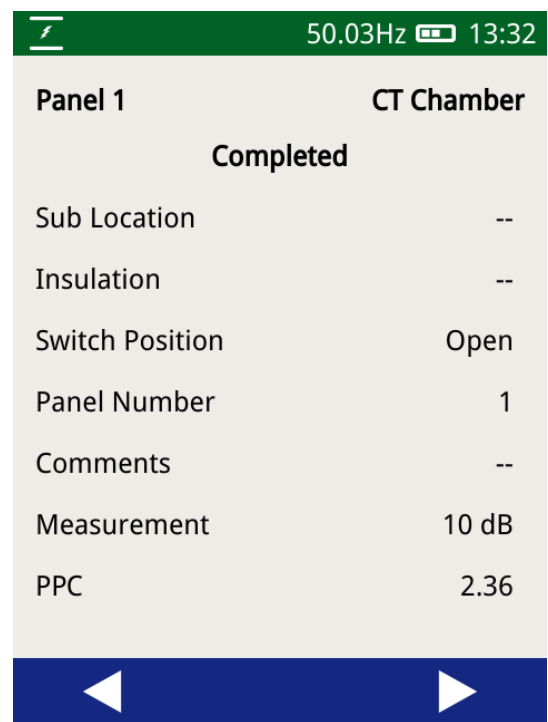 50.03Hz 13:32
Panel 1 CT Chamber
Completed
Sub Location --
Insulation --
Switch Position Open
Panel Number 1
Comments --
Measurement 10 dB
PPC 2.36